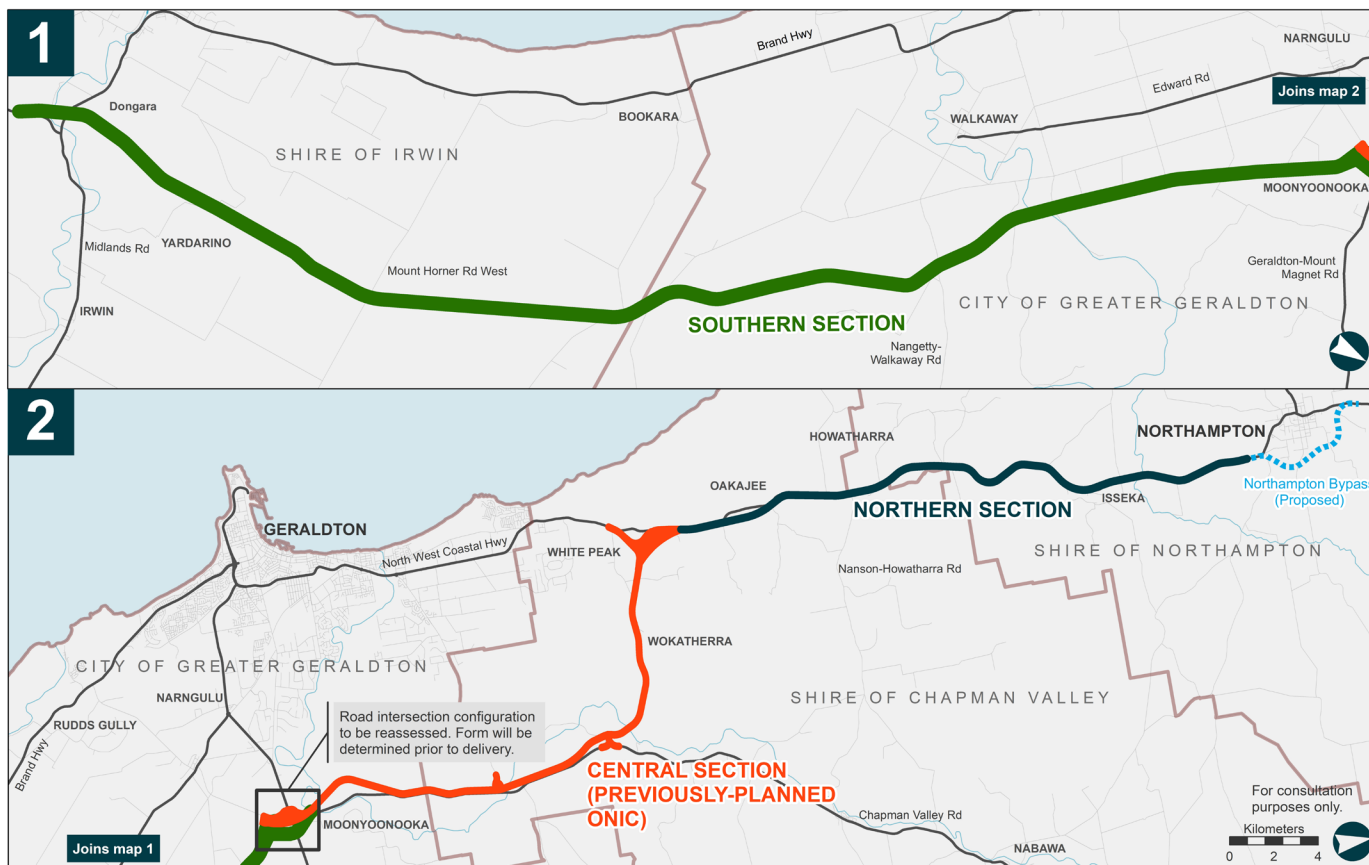 1
Brand Hwy
NARNGULU
Edward Rd
Joins map 2
Dongara
BOOKARA
WALKAWAY
SHIRE OF IRWIN
MOONYOONOOKA
Midlands Rd
YARDARINO
Mount Horner Rd West
Geraldton-Mount
Magnet Rd
IRWIN
SOUTHERN SECTION
CITY OF GREATER GERALDTON
Nangetty-
Walkaway Rd
2
HOWATHARRA
NORTHAMPTON
OAKAJEE
Northampton Bypass
(Proposed)
ISSEKA
NORTHERN SECTION
GERALDTON
North West Coastal Hwy
WHITE PEAK
SHIRE OF NORTHAMPTON
Nanson-Howatharra Rd
WOKATHERRA
CITY OF GREATER GERALDTON
NARNGULU
SHIRE OF CHAPMAN VALLEY
RUDDS GULLY
Brand Hwy
Road intersection configuration
to be reassessed. Form will be
determined prior to delivery.
CENTRAL SECTION
(PREVIOUSLY-PLANNED
ONIC)
For consultation
purposes only.
MOONYOONOOKA
Chapman Valley Rd
Kilometers
0 2 4
Joins map 1
NABAWA